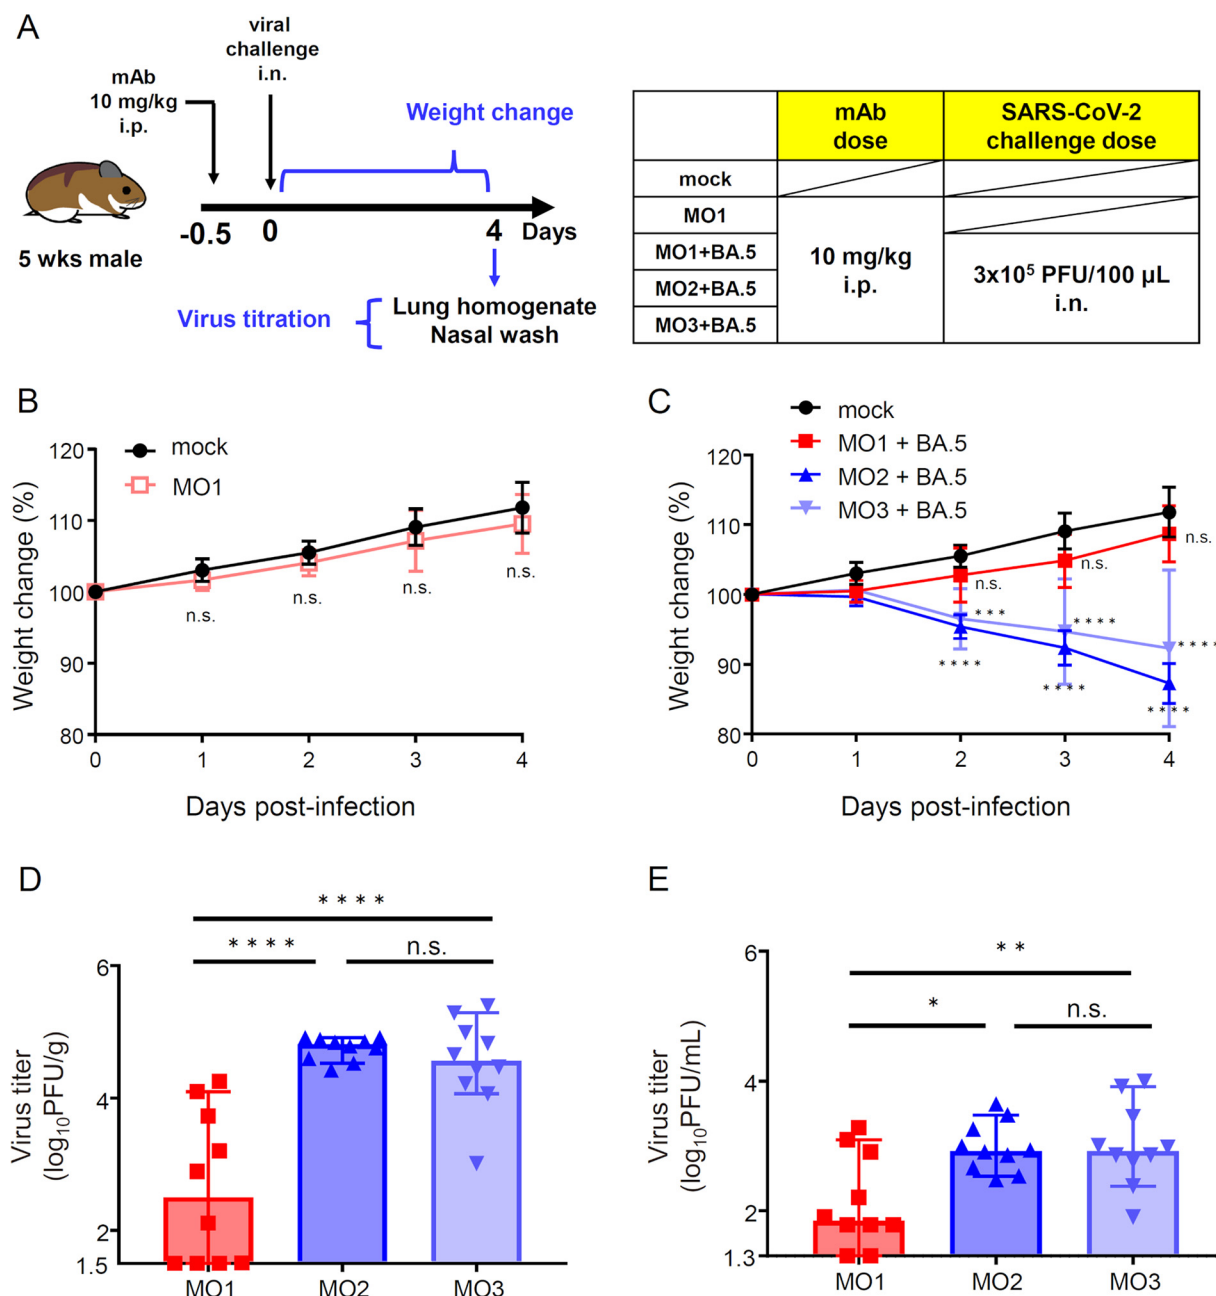 A
viral
challenge
i.n.
mAb
10 mg/kg
i.p.
Weight change
-0.5
0
4
Days
5 wks male
Virus titration
Lung homogenate
Nasal wash
mAb
dose
SARS-CoV-2
challenge dose
mock
MO1
MO1+BA.5
MO2+BA.5
MO3+BA.5
10 mg/kg
i.p.
3x10⁵ PFU/100 µL
i.n.
B
mock
MO1
Weight change (%)
120
110
100
90
80
n.s.
n.s.
n.s.
n.s.
0 1 2 3 4
Days post-infection
C
mock
MO1 + BA.5
MO2 + BA.5
MO3 + BA.5
Weight change (%)
120
110
100
90
80
n.s.
n.s.
n.s.
***
****
****
****
****
****
0 1 2 3 4
Days post-infection
D
****
****
n.s.
Virus titer
(log₁₀PFU/g)
6
4
2
1.5
MO1 MO2 MO3
E
**
*
n.s.
Virus titer
(log₁₀PFU/mL)
6
4
2
1.3
MO1 MO2 MO3